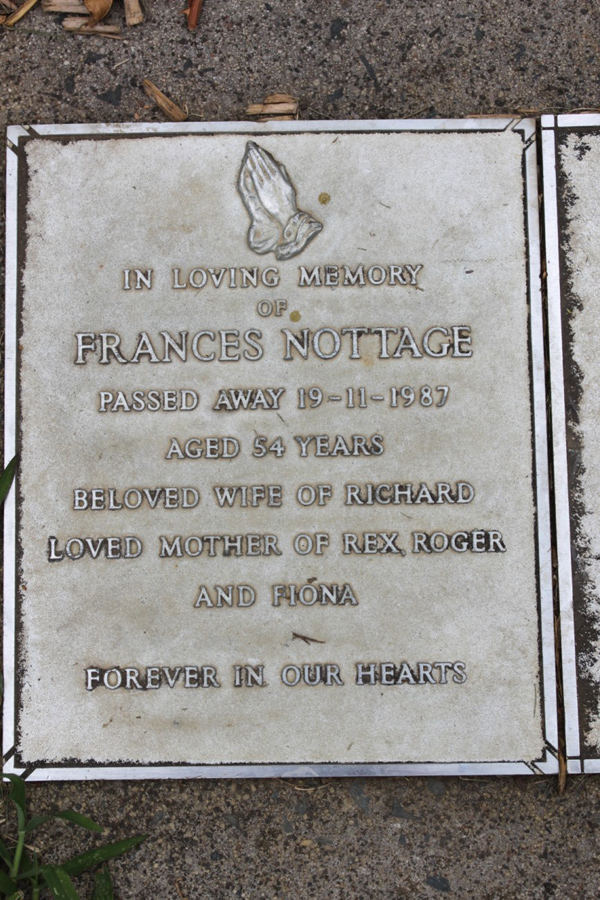 IN LOVING MEMORY
OF
FRANCES NOTTAGE
PASSED AWAY 19-11-1987
AGED 54 YEARS
BELOVED WIFE OF RICHARD
LOVED MOTHER OF REX, ROGER
AND FIONA
FOREVER IN OUR HEARTS